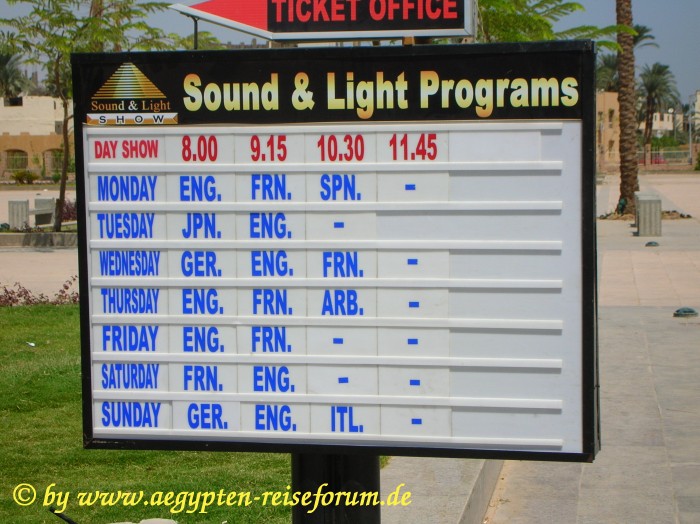 TICKET OFFICE
Sound & Light
SHOW
Sound & Light Programs
DAY SHOW 8.00 9.15 10.30 11.45
MONDAY ENG. FRN. SPN. -
TUESDAY JPN. ENG. -
WEDNESDAY GER. ENG. FRN. -
THURSDAY ENG. FRN. ARB. -
FRIDAY ENG. FRN. - -
SATURDAY FRN. ENG. - -
SUNDAY GER. ENG. ITL. -
© by www.aegypten-reiseforum.de